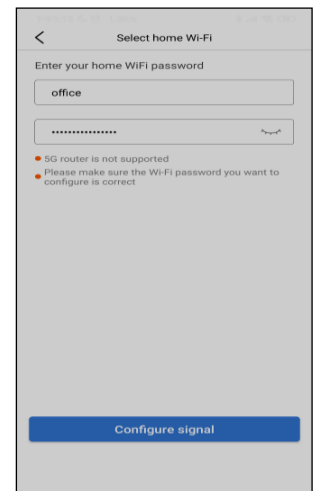 Select home Wi-Fi
Enter your home WiFi password
office
••••••••••••••••
5G router is not supported
Please make sure the Wi-Fi password you want to
configure is correct
Configure signal